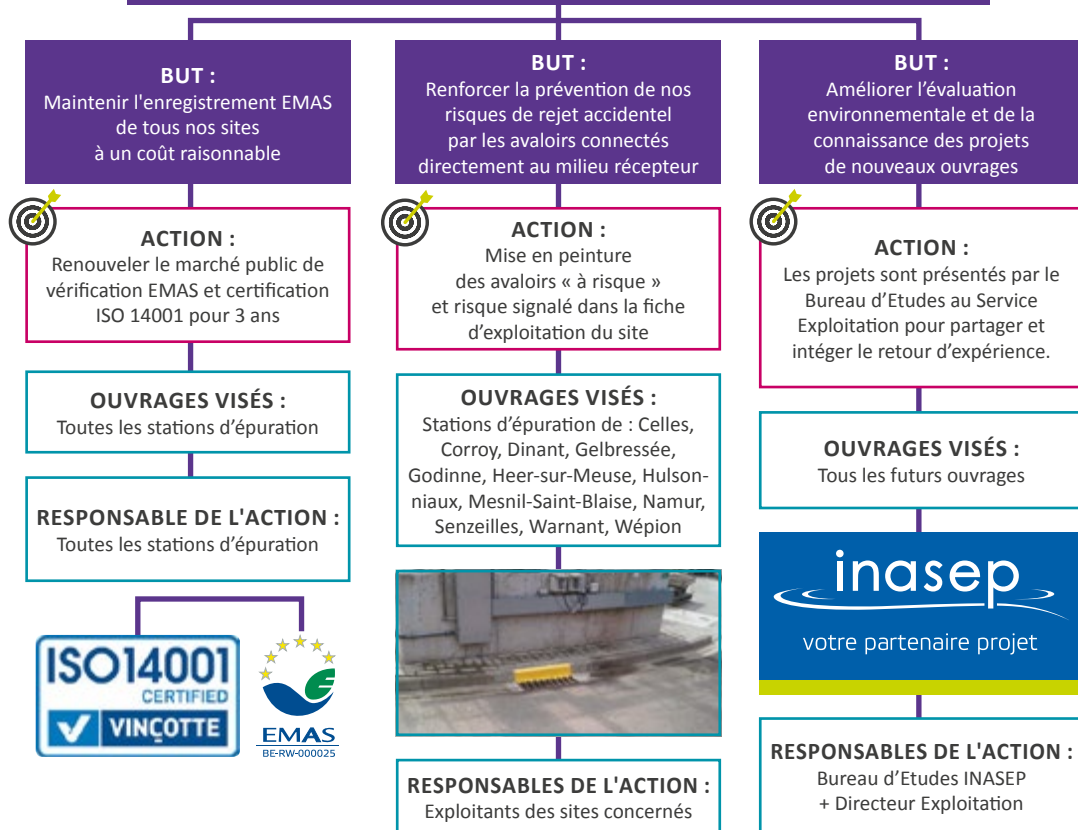 BUT :
Maintenir l'enregistrement EMAS
de tous nos sites
à un coût raisonnable
ACTION :
Renouveler le marché public de
vérification EMAS et certification
ISO 14001 pour 3 ans
OUVRAGES VISÉS :
Toutes les stations d'épuration
RESPONSABLE DE L'ACTION :
Toutes les stations d'épuration
ISO14001
CERTIFIED
VINÇOTTE
EMAS
BE-RW-000025
BUT :
Renforcer la prévention de nos
risques de rejet accidentel
par les avaloirs connectés
directement au milieu récepteur
ACTION :
Mise en peinture
des avaloirs « à risque »
et risque signalé dans la fiche
d'exploitation du site
OUVRAGES VISÉS :
Stations d'épuration de : Celles,
Corroy, Dinant, Gelbressée,
Godinne, Heer-sur-Meuse, Hulson-
niaux, Mesnil-Saint-Blaise, Namur,
Senzeilles, Warnant, Wépion
RESPONSABLES DE L'ACTION :
Exploitants des sites concernés
BUT :
Améliorer l'évaluation
environnementale et de la
connaissance des projets
de nouveaux ouvrages
ACTION :
Les projets sont présentés par le
Bureau d'Etudes au Service
Exploitation pour partager et
intéger le retour d'expérience.
OUVRAGES VISÉS :
Tous les futurs ouvrages
inasep
votre partenaire projet
RESPONSABLES DE L'ACTION :
Bureau d'Etudes INASEP
+ Directeur Exploitation